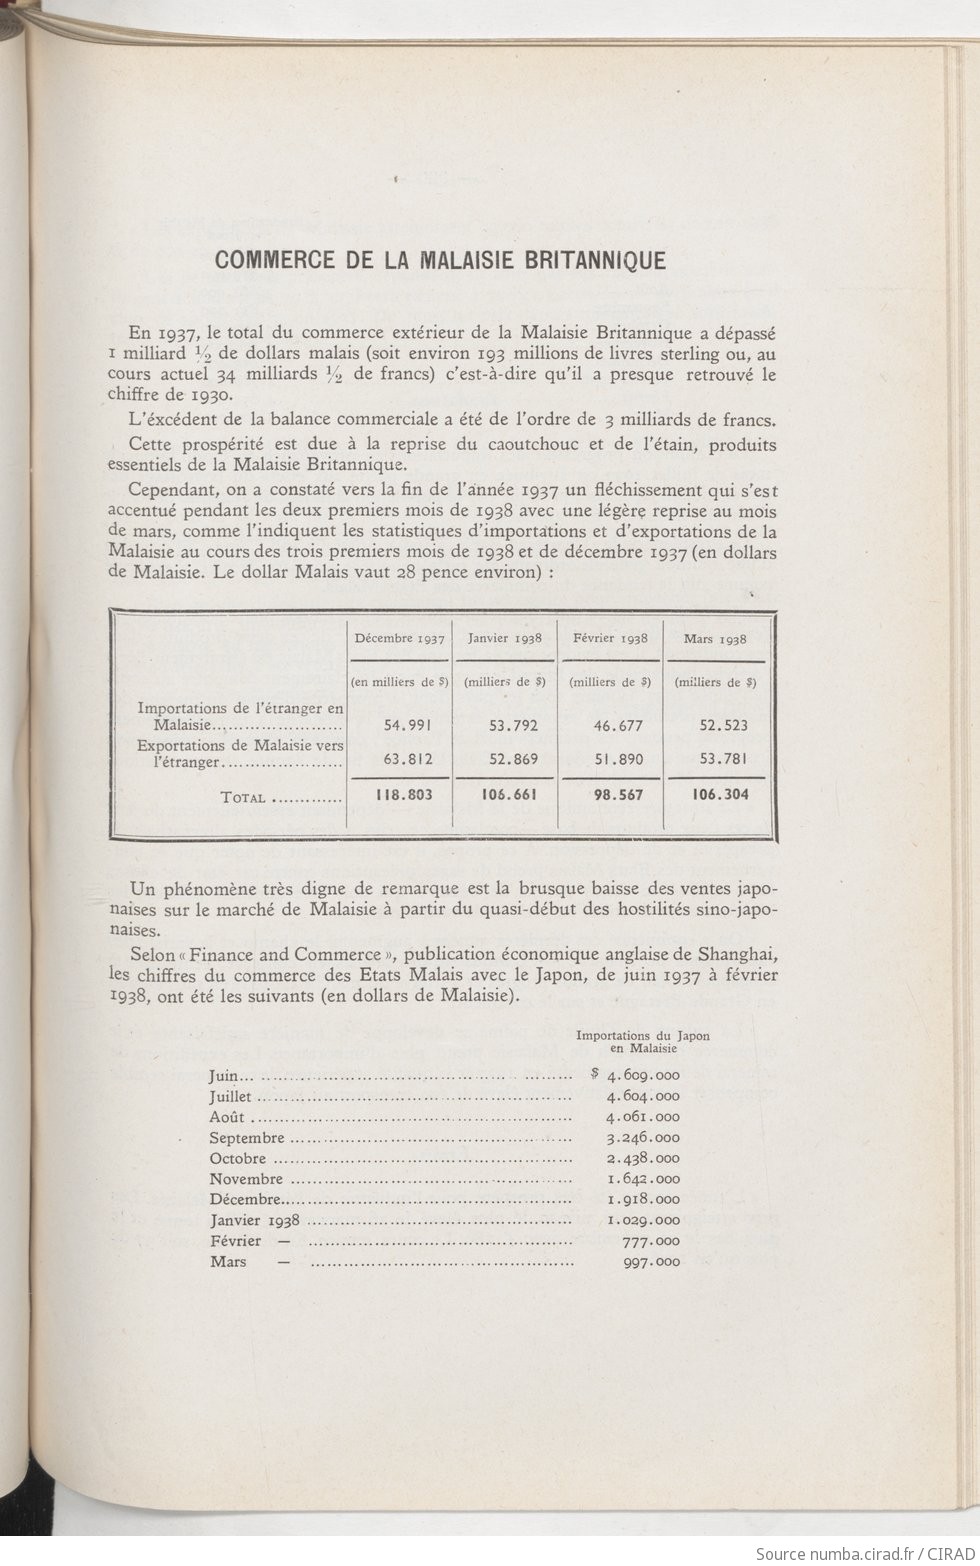 COMMERCE DE LA MALAISIE BRITANNIQUE
En 1937, le total du commerce extérieur de la Malaisie Britannique a dépassé
1 milliard ½ de dollars malais (soit environ 193 millions de livres sterling ou, au
cours actuel 34 milliards ½ de francs) c'est-à-dire qu'il a presque retrouvé le
chiffre de 1930.
L'éxcédent de la balance commerciale a été de l'ordre de 3 milliards de francs.
Cette prospérité est due à la reprise du caoutchouc et de l'étain, produits
essentiels de la Malaisie Britannique.
Cependant, on a constaté vers la fin de l'année 1937 un fléchissement qui s'est
accentué pendant les deux premiers mois de 1938 avec une légère reprise au mois
de mars, comme l'indiquent les statistiques d'importations et d'exportations de la
Malaisie au cours des trois premiers mois de 1938 et de décembre 1937 (en dollars
de Malaisie. Le dollar Malais vaut 28 pence environ) :
Décembre 1937 Janvier 1938 Février 1938 Mars 1938
(en milliers de $) (milliers de $) (milliers de $) (milliers de $)
Importations de l'étranger en
Malaisie........................ 54.991 53.792 46.677 52.523
Exportations de Malaisie vers
l'étranger..................... 63.812 52.869 51.890 53.781
TOTAL ............ 118.803 106.661 98.567 106.304
Un phénomène très digne de remarque est la brusque baisse des ventes japo-
naises sur le marché de Malaisie à partir du quasi-début des hostilités sino-japo-
naises.
Selon « Finance and Commerce », publication économique anglaise de Shanghai,
les chiffres du commerce des Etats Malais avec le Japon, de juin 1937 à février
1938, ont été les suivants (en dollars de Malaisie).
Importations du Japon
en Malaisie
Juin... .................................................... $ 4.609.000
Juillet .................................................... 4.604.000
Août .................................................... 4.061.000
Septembre .............................................. 3.246.000
Octobre ................................................. 2.438.000
Novembre .............................................. 1.642.000
Décembre................................................ 1.918.000
Janvier 1938 ........................................... 1.029.000
Février — ........................................... 777.000
Mars — ........................................... 997.000
Source numba.cirad.fr / CIRAD